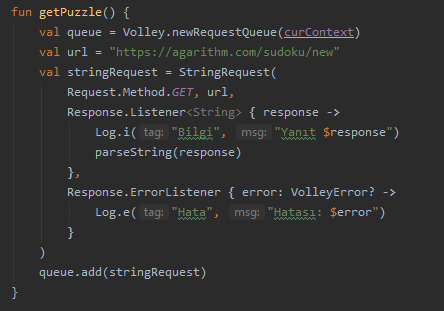 fun getPuzzle() {
    val queue = Volley.newRequestQueue(curContext)
    val url = "https://agarithm.com/sudoku/new"
    val stringRequest = StringRequest(
        Request.Method.GET, url,
        Response.Listener<String> { response ->
            Log.i( tag: "Bilgi", msg: "Yanıt $response")
            parseString(response)
        },
        Response.ErrorListener { error: VolleyError? ->
            Log.e( tag: "Hata", msg: "Hatası: $error")
        }
    )
    queue.add(stringRequest)
}